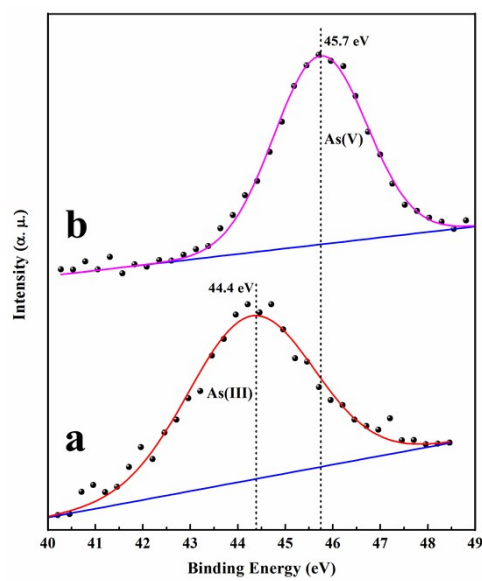 45.7 eV
As(V)
b
44.4 eV
As(III)
a
Intensity (α. μ.)
40 41 42 43 44 45 46 47 48 49
Binding Energy (eV)